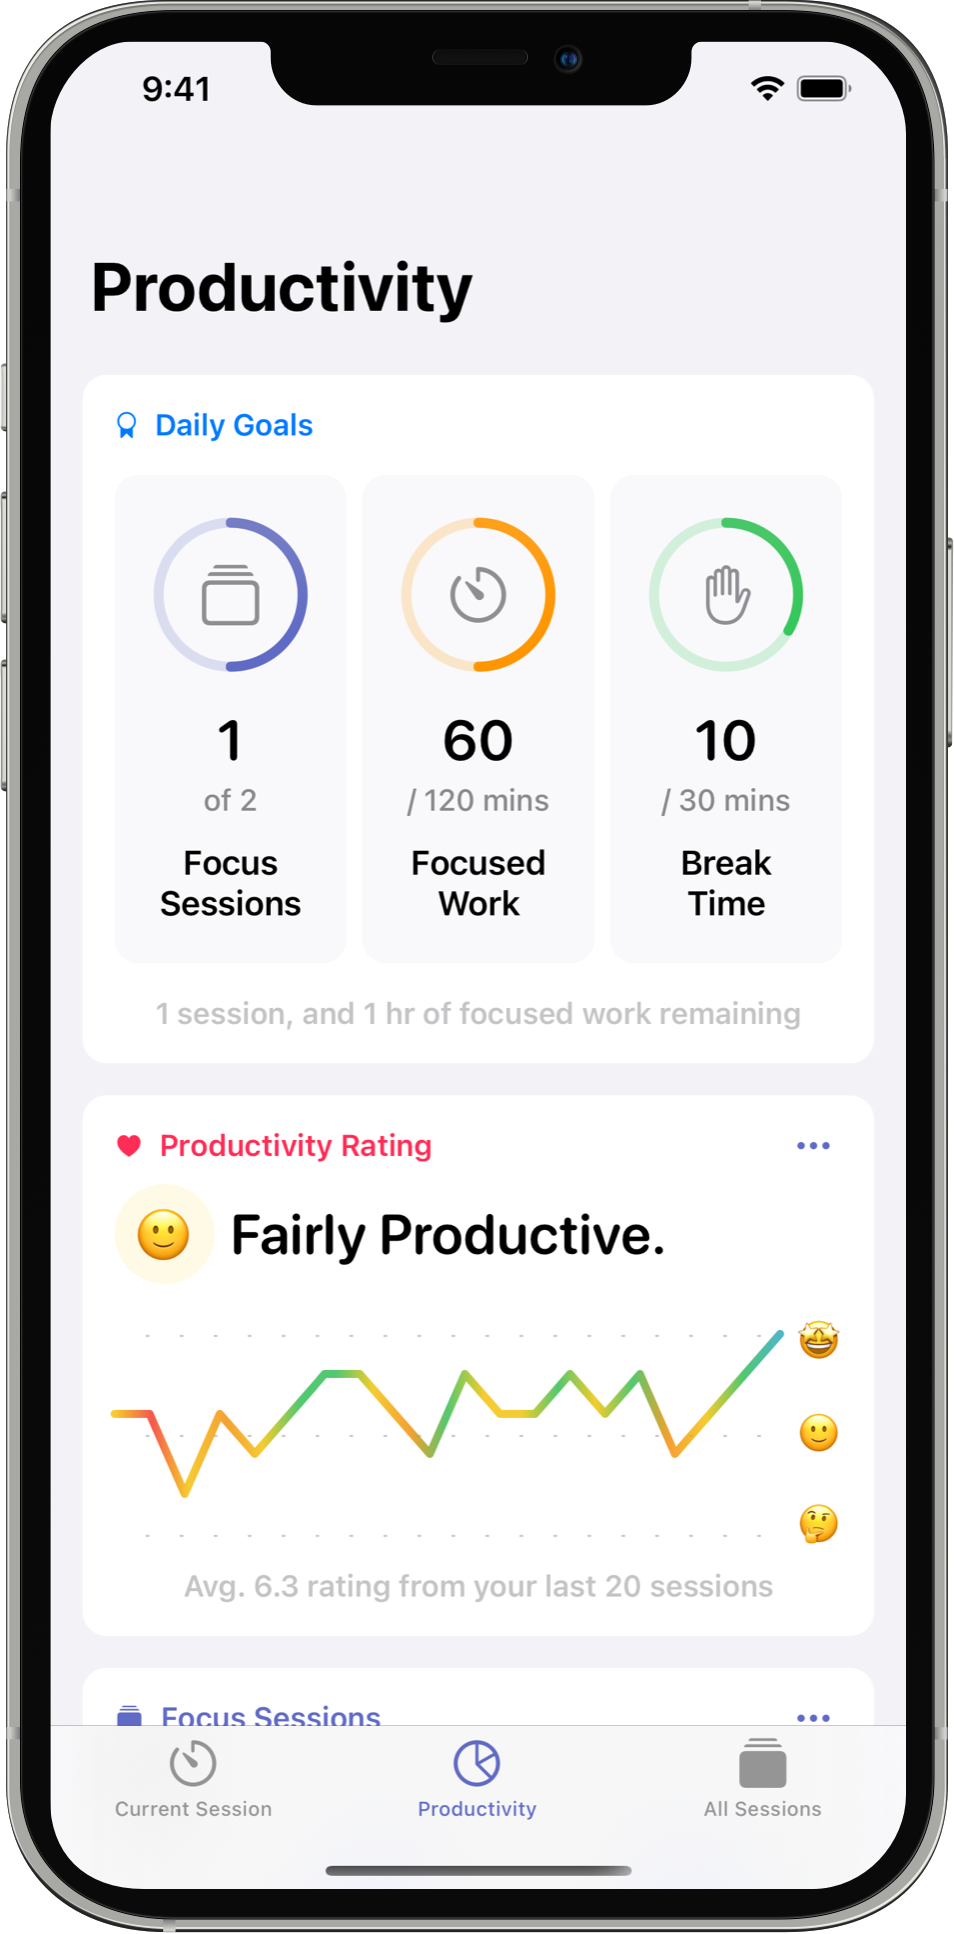 9:41
Productivity
Daily Goals
1
of 2
Focus
Sessions
60
/ 120 mins
Focused
Work
10
/ 30 mins
Break
Time
1 session, and 1 hr of focused work remaining
Productivity Rating
Fairly Productive.
Avg. 6.3 rating from your last 20 sessions
Focus Sessions
Current Session
Productivity
All Sessions